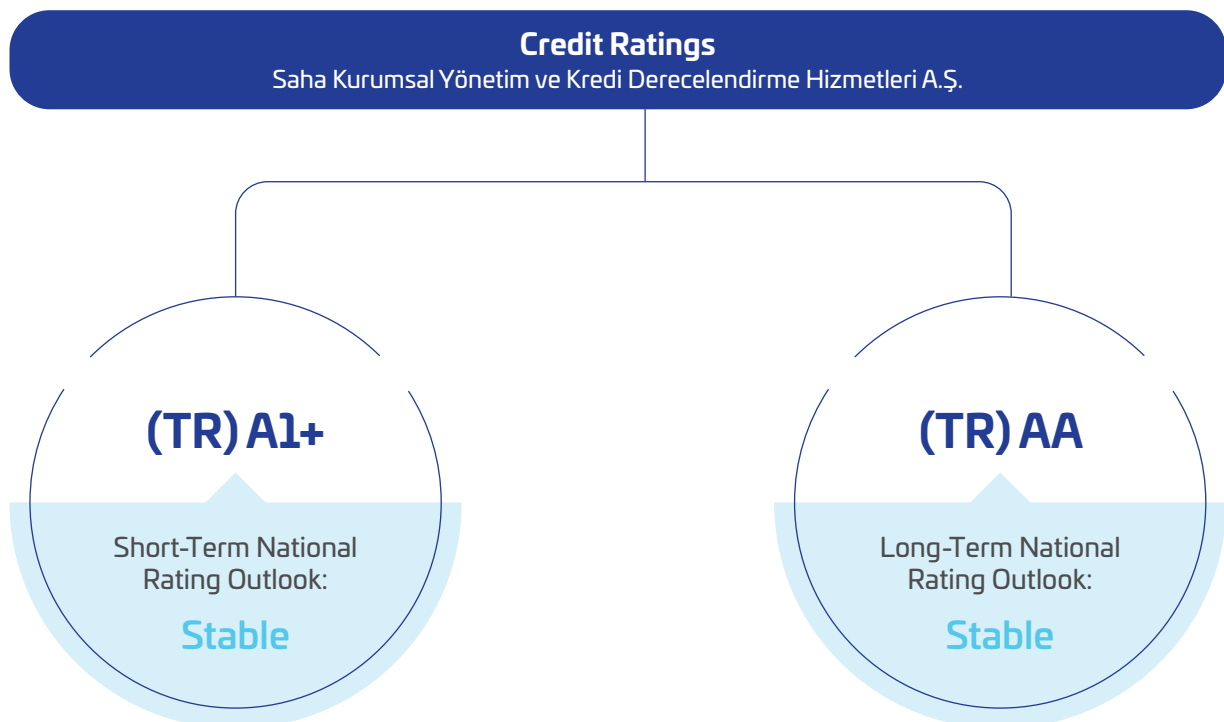 Credit Ratings
Saha Kurumsal Yönetim ve Kredi Derecelendirme Hizmetleri A.Ş.
(TR) A1+
Short-Term National
Rating Outlook:
Stable
(TR) AA
Long-Term National
Rating Outlook:
Stable